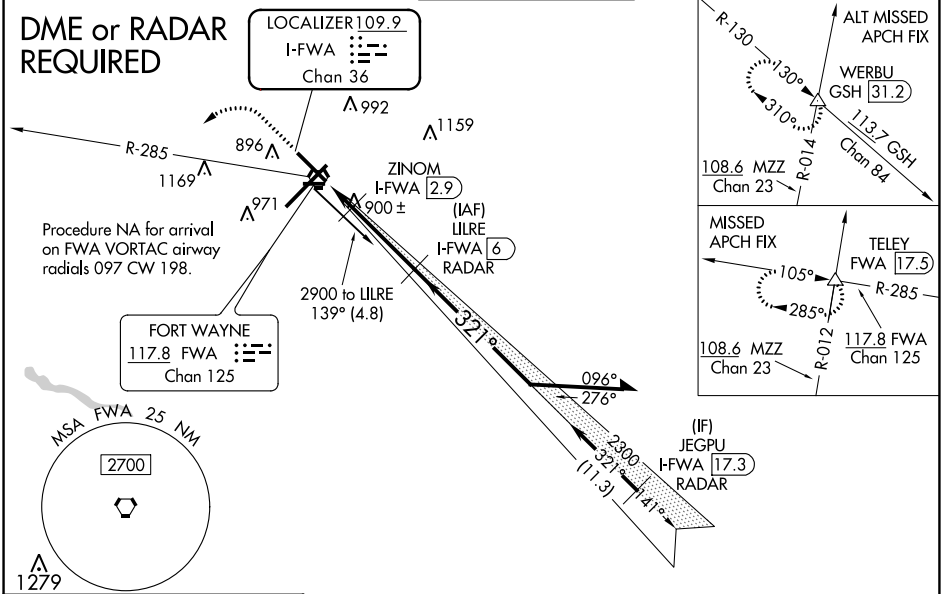 DME or RADAR
REQUIRED
LOCALIZER 109.9
I-FWA
Chan 36
992
1159
896
R-285
1169
971
ZINOM
I-FWA 2.9
900 ±
(IAF)
LILRE
I-FWA 6
RADAR
Procedure NA for arrival
on FWA VORTAC airway
radials 097 CW 198.
2900 to LILRE
139° (4.8)
321°
FORT WAYNE
117.8 FWA
Chan 125
096°
276°
2300
321°
141°
(11.3)
(IF)
JEGPU
I-FWA 17.3
RADAR
MSA FWA 25 NM
2700
1279
ALT MISSED
APCH FIX
R-130
130°
310°
WERBU
GSH 31.2
113.7 GSH
Chan 84
R-014
108.6 MZZ
Chan 23
MISSED
APCH FIX
TELEY
FWA 17.5
105°
285°
R-285
R-012
117.8 FWA
Chan 125
108.6 MZZ
Chan 23